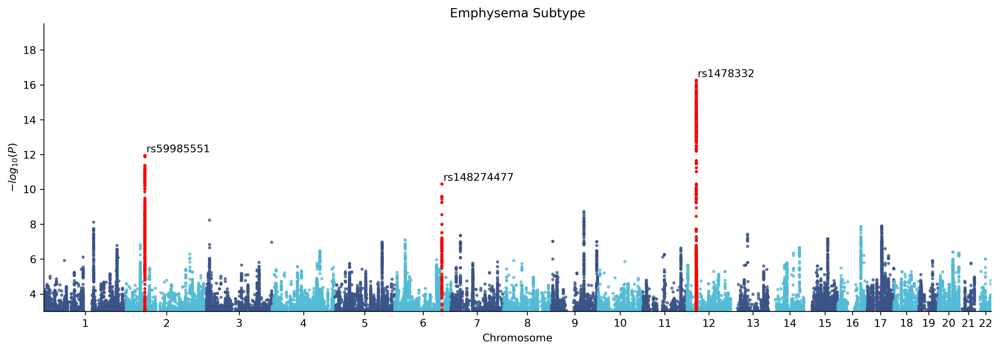 Emphysema Subtype
18
16
14
12
10
8
6
4
−log10(P)
rs59985551
rs148274477
rs1478332
1 2 3 4 5 6 7 8 9 10 11 12 13 14 15 16 17 18 19 20 21 22
Chromosome